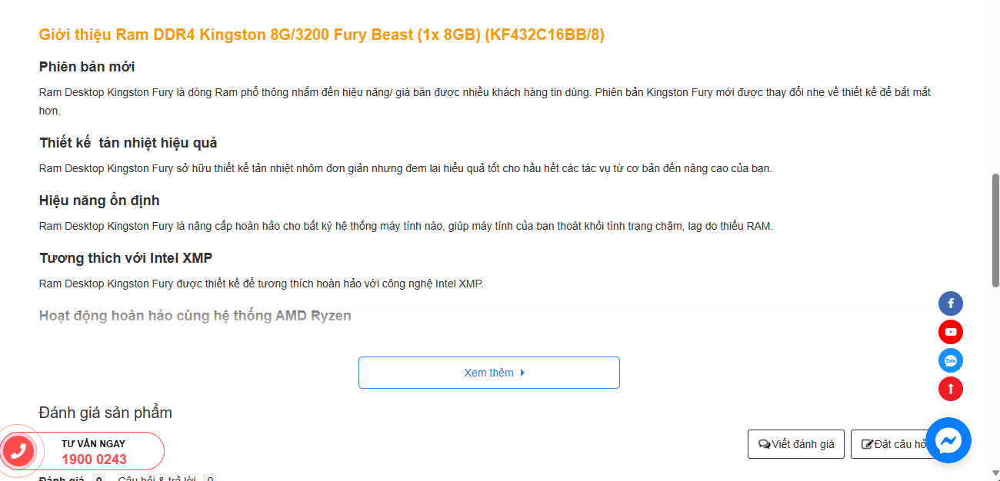 Giới thiệu Ram DDR4 Kingston 8G/3200 Fury Beast (1x 8GB) (KF432C16BB/8)
Phiên bản mới
Ram Desktop Kingston Fury là dòng Ram phổ thông nhắm đến hiệu năng/ giá bán được nhiều khách hàng tin dùng. Phiên bản Kingston Fury mới được thay đổi nhẹ về thiết kế để bắt mắt
hơn.
Thiết kế  tản nhiệt hiệu quả
Ram Desktop Kingston Fury sở hữu thiết kế tản nhiệt nhôm đơn giản nhưng đem lại hiểu quả tốt cho hầu hết các tác vụ từ cơ bản đến nâng cao của bạn.
Hiệu năng ổn định
Ram Desktop Kingston Fury là nâng cấp hoàn hảo cho bất kỳ hệ thống máy tính nào, giúp máy tính của bạn thoát khỏi tình trạng chậm, lag do thiếu RAM.
Tương thích với Intel XMP
Ram Desktop Kingston Fury được thiết kế để tương thích hoàn hảo với công nghệ Intel XMP.
Hoạt động hoàn hảo cùng hệ thống AMD Ryzen
Xem thêm
Đánh giá sản phẩm
TƯ VẤN NGAY
1900 0243
Viết đánh giá
Đặt câu hỏ
Zalo
Đánh giá 0 Câu hỏi & trả lời 0